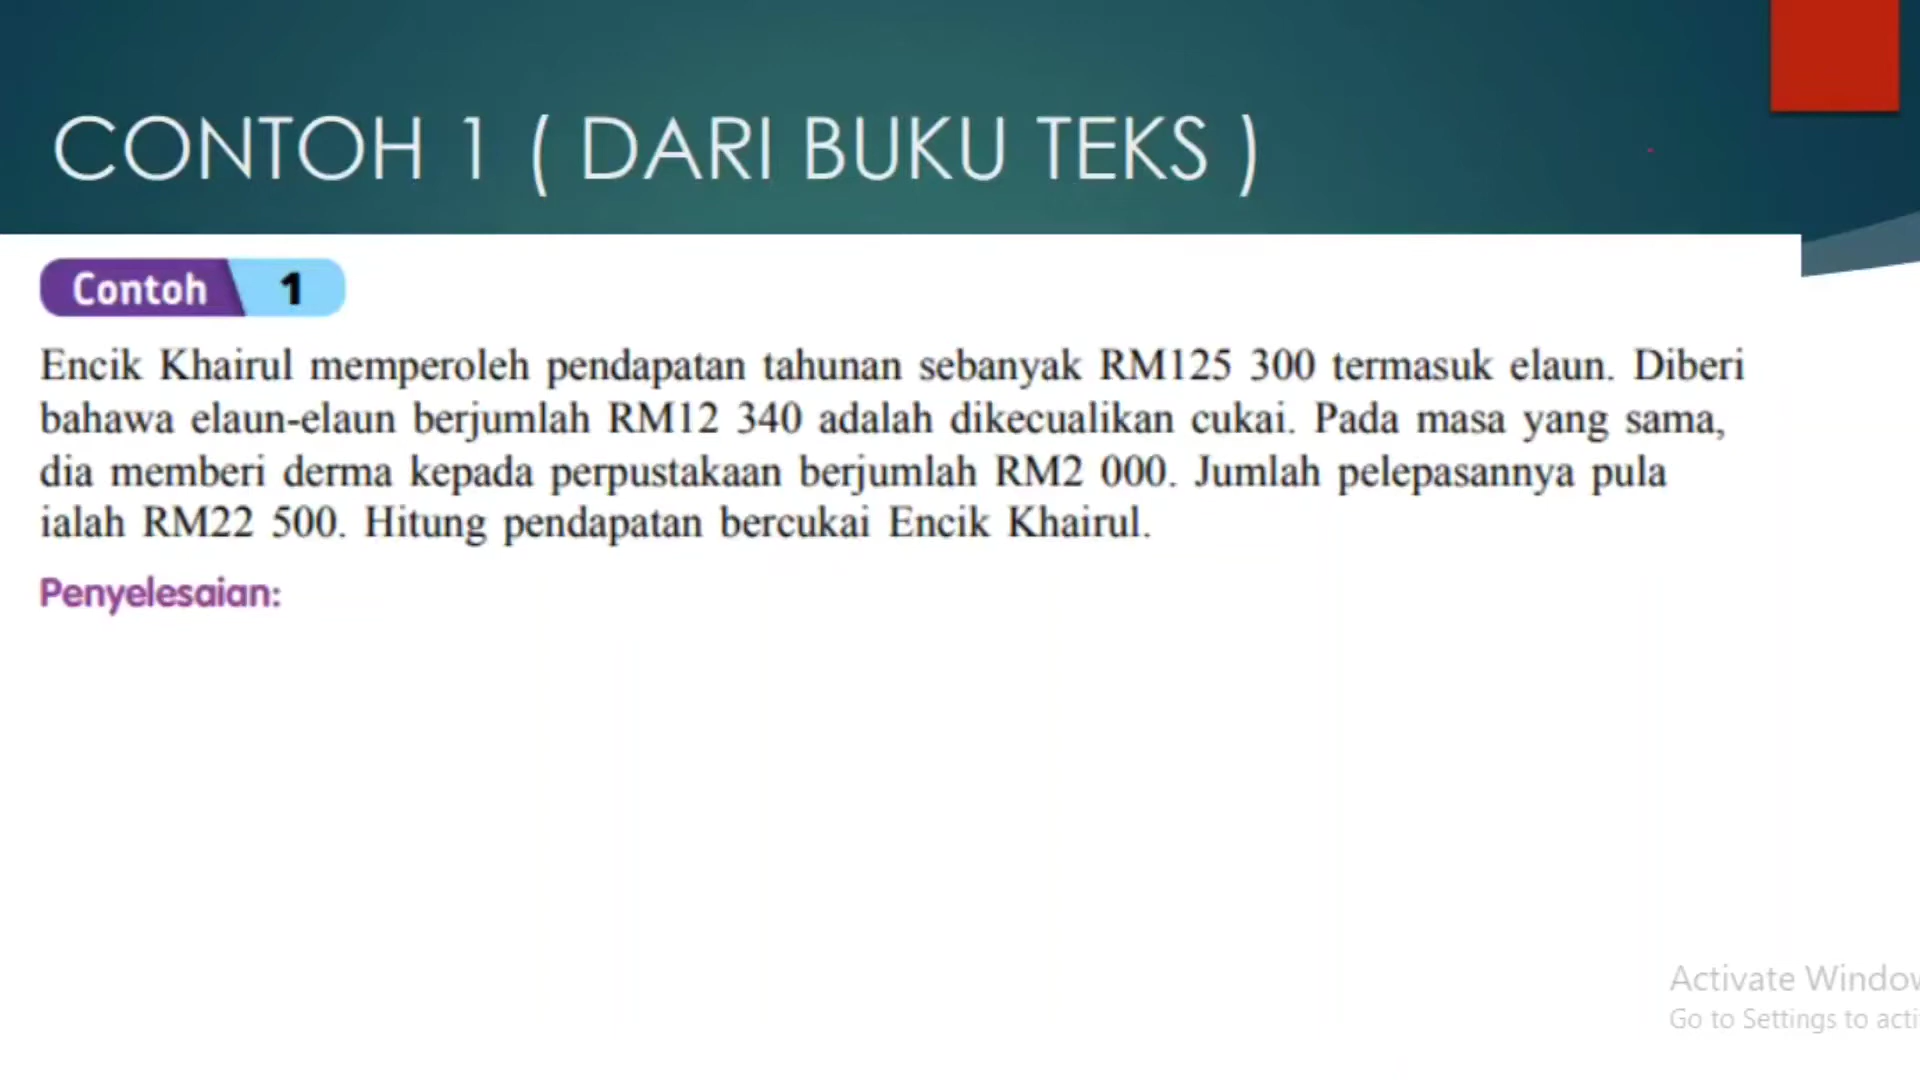 CONTOH 1 ( DARI BUKU TEKS )
Contoh 1
Encik Khairul memperoleh pendapatan tahunan sebanyak RM125 300 termasuk elaun. Diberi
bahawa elaun-elaun berjumlah RM12 340 adalah dikecualikan cukai. Pada masa yang sama,
dia memberi derma kepada perpustakaan berjumlah RM2 000. Jumlah pelepasannya pula
ialah RM22 500. Hitung pendapatan bercukai Encik Khairul.
Penyelesaian:
Activate Window
Go to Settings to acti